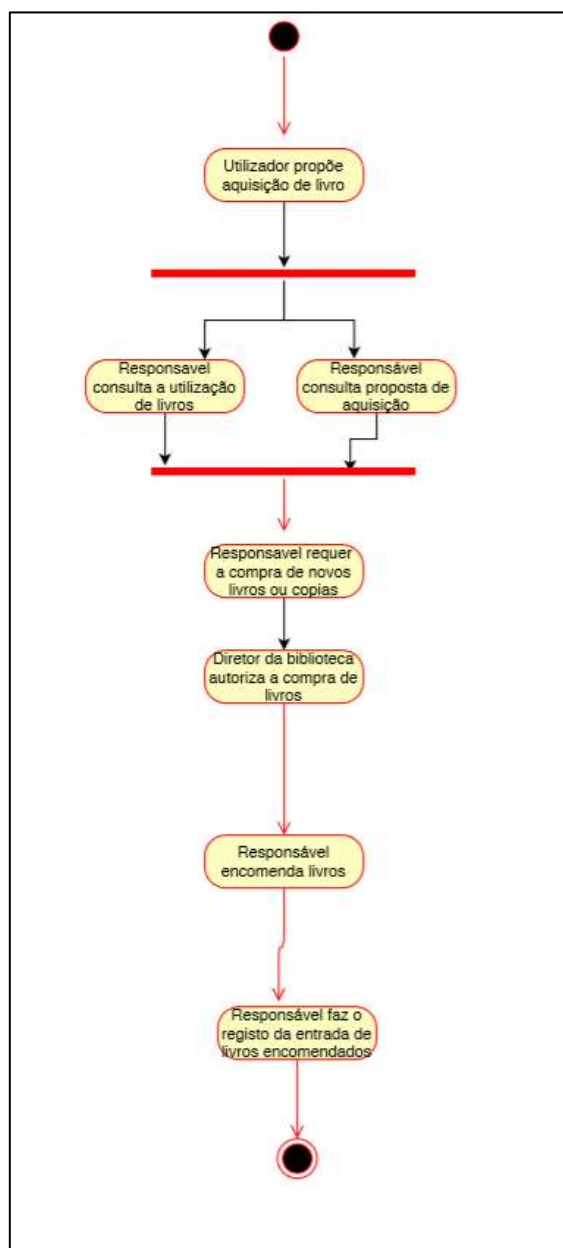 Utilizador propõe
aquisição de livro
Responsavel
consulta a utilização
de livros
Responsável
consulta proposta de
aquisição
Responsavel requer
a compra de novos
livros ou copias
Diretor da biblioteca
autoriza a compra de
livros
Responsável
encomenda livros
Responsável faz o
registo da entrada de
livros encomendados